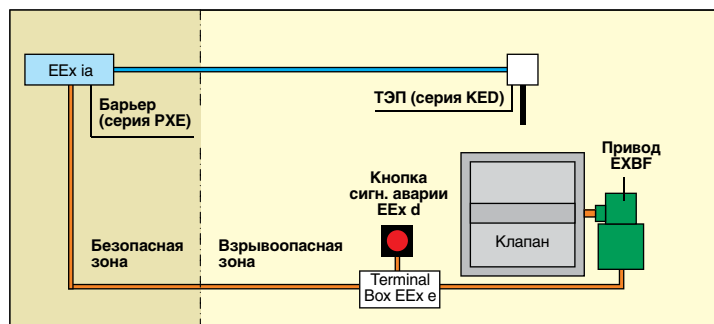 EEx ia
Барьер
(серия PXE)
ТЭП (серия KED)
Привод
EXBF
Кнопка
сигн. аварии
EEx d
Клапан
Безопасная
зона
Взрывоопасная
зона
Terminal
Box EEx e